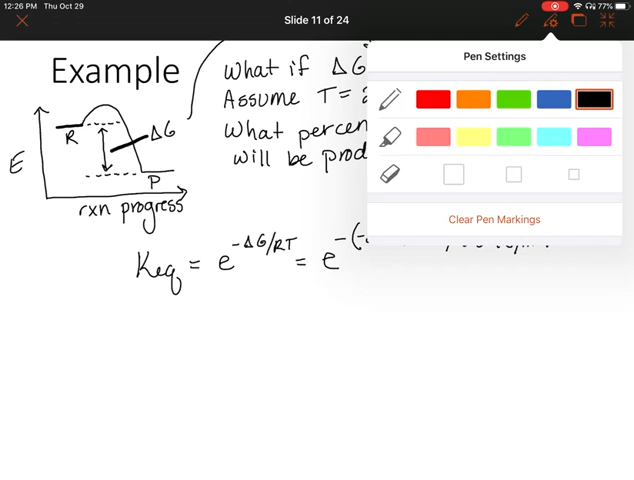 12:26 PM Thu Oct 29
77%
Slide 11 of 24
Pen Settings
Clear Pen Markings
Example
What if ΔG
Assume T =
What percen
will be prod
E
R
ΔG
P
rxn progress
Keq = e^-ΔG/RT = e^-(-